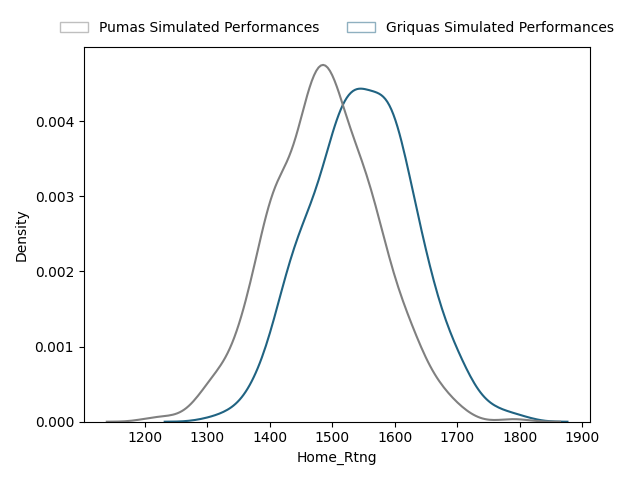 Pumas Simulated Performances Griquas Simulated Performances
Density
0.004
0.003
0.002
0.001
0.000
1200 1300 1400 1500 1600 1700 1800 1900
Home_Rtng